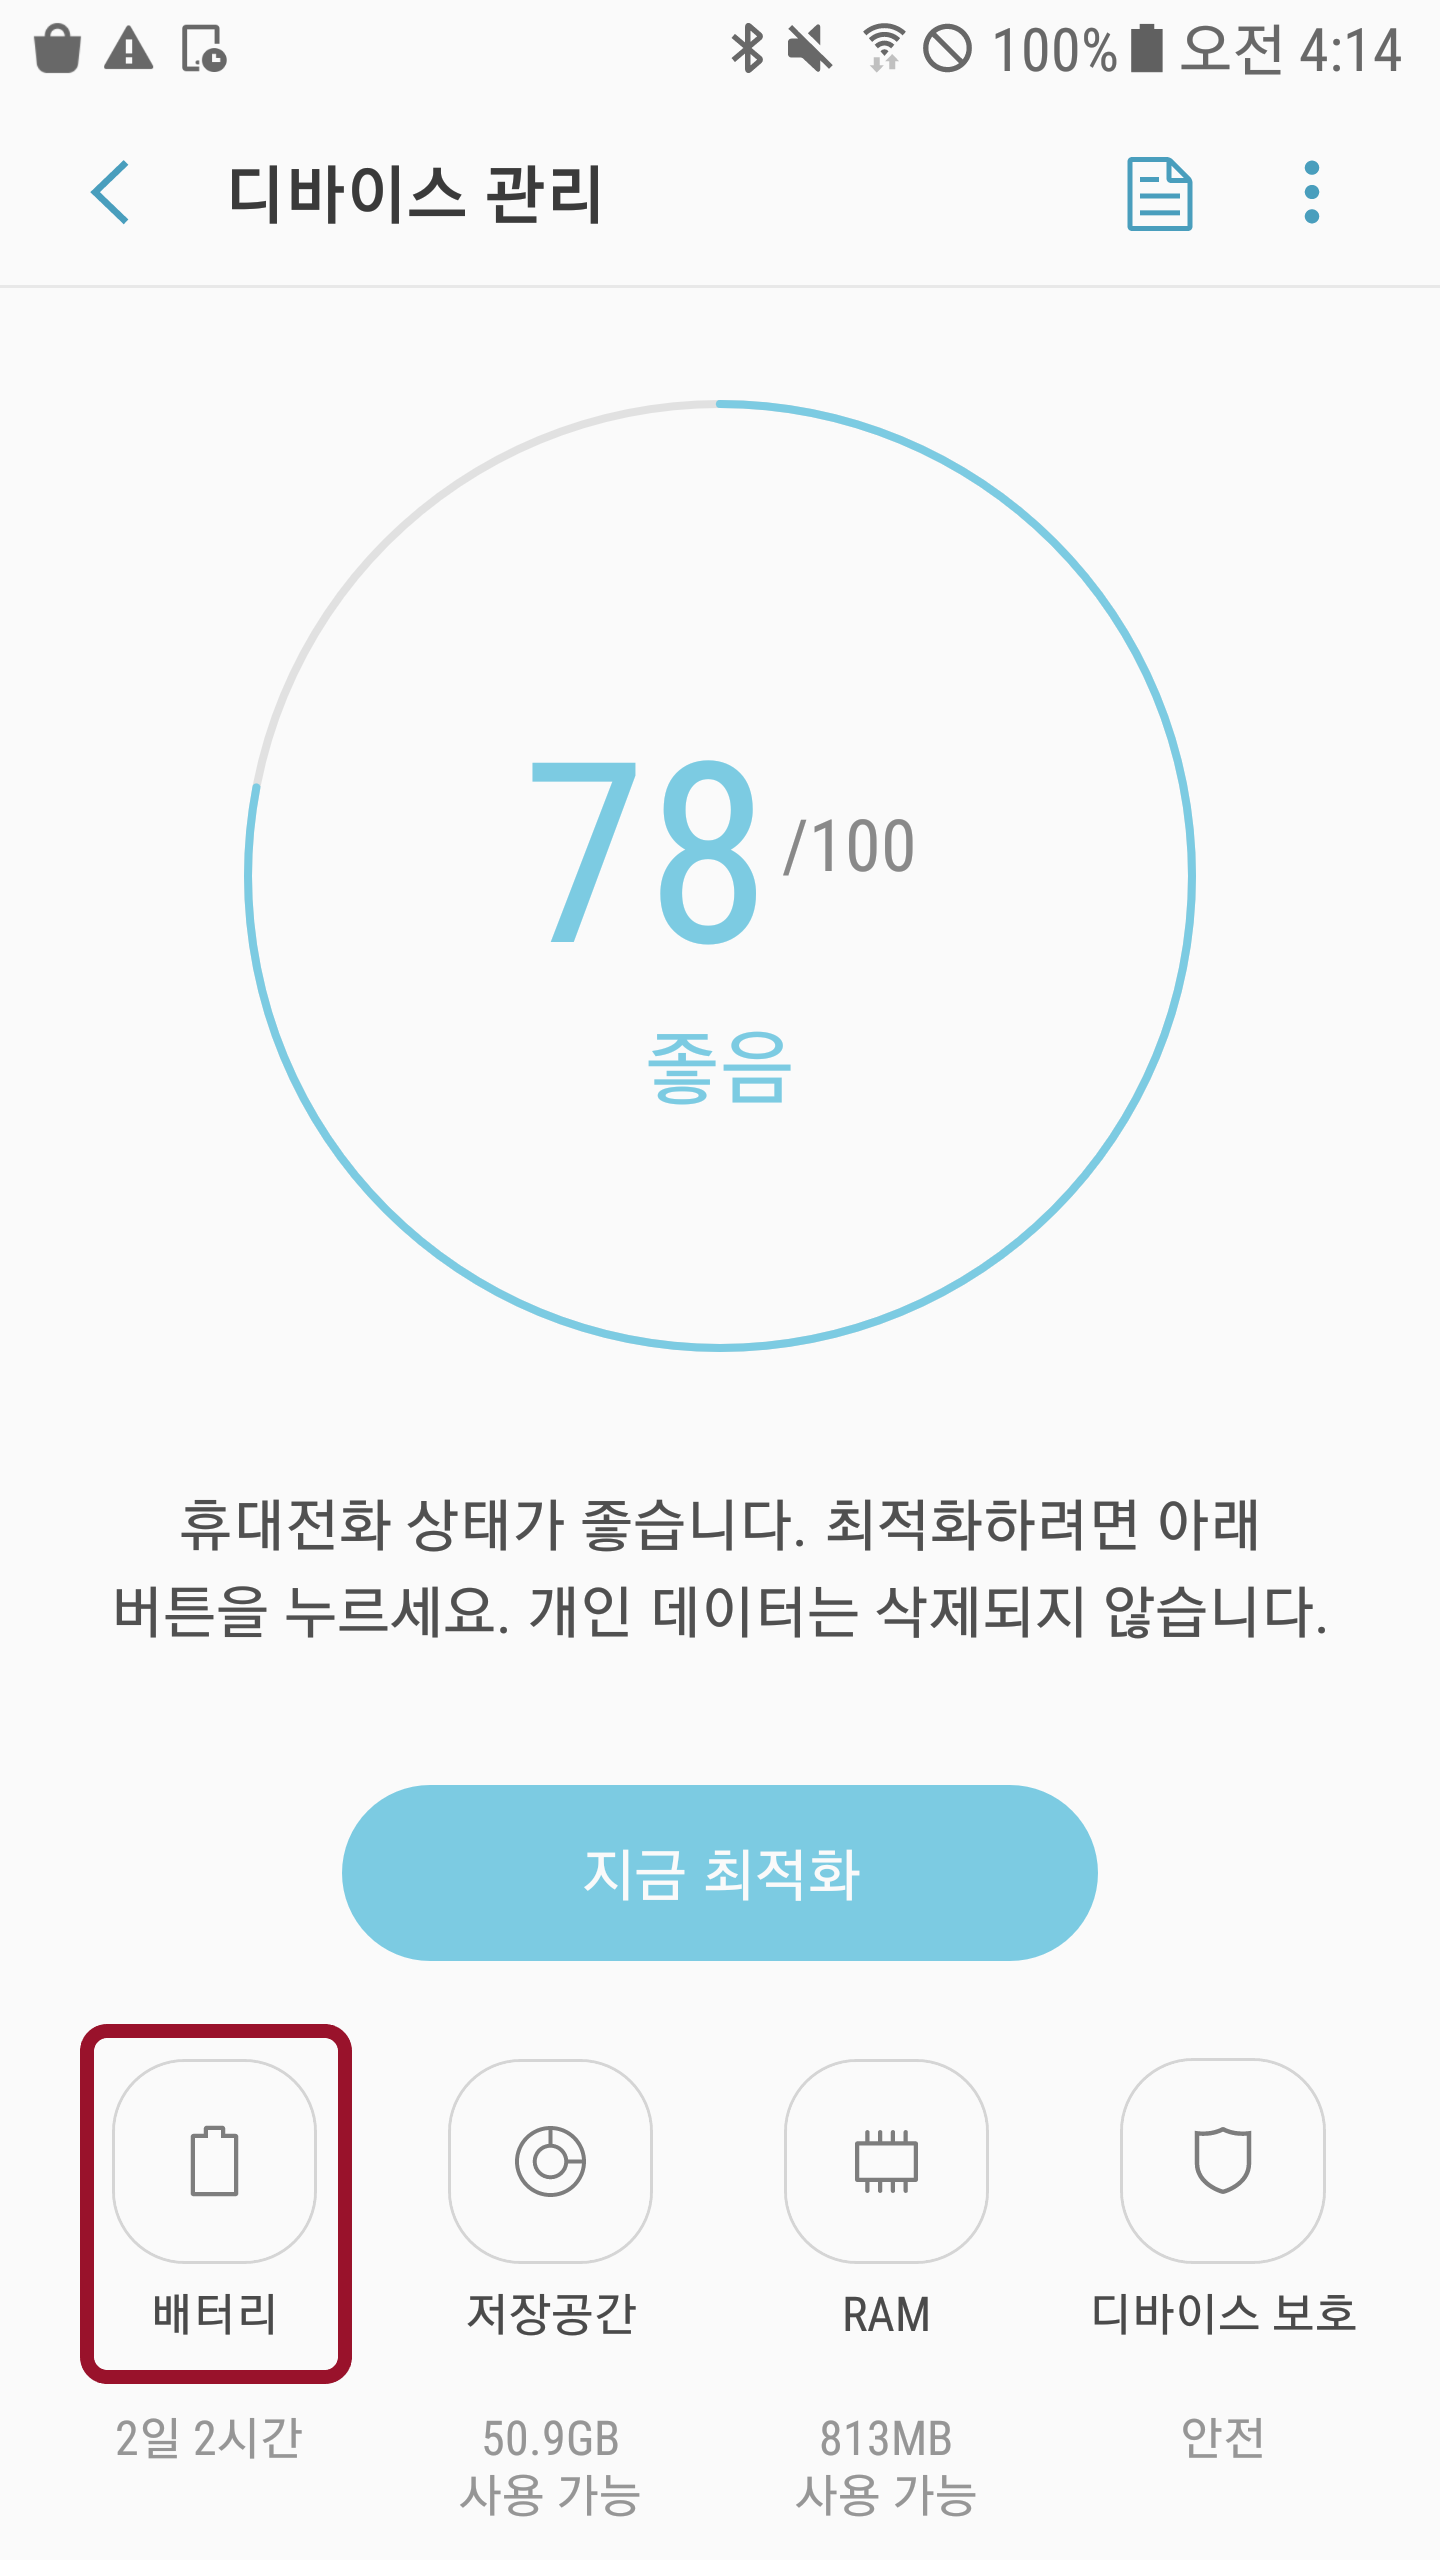 100% 오전 4:14
디바이스 관리
78 /100
좋음
휴대전화 상태가 좋습니다. 최적화하려면 아래
버튼을 누르세요. 개인 데이터는 삭제되지 않습니다.
지금 최적화
배터리 저장공간 RAM 디바이스 보호
2일 2시간 50.9GB 813MB 안전
사용 가능 사용 가능